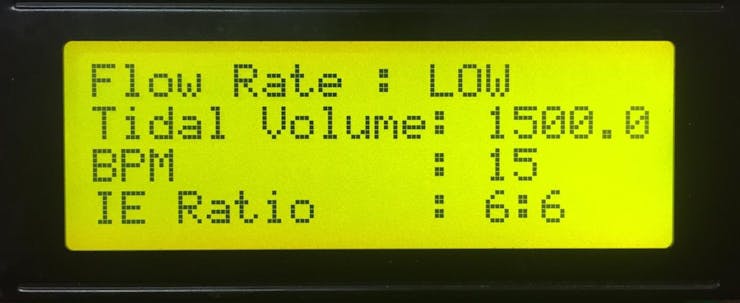 Flow Rate : LOW
Tidal Volume: 1500.0
BPM : 15
IE Ratio : 6:6